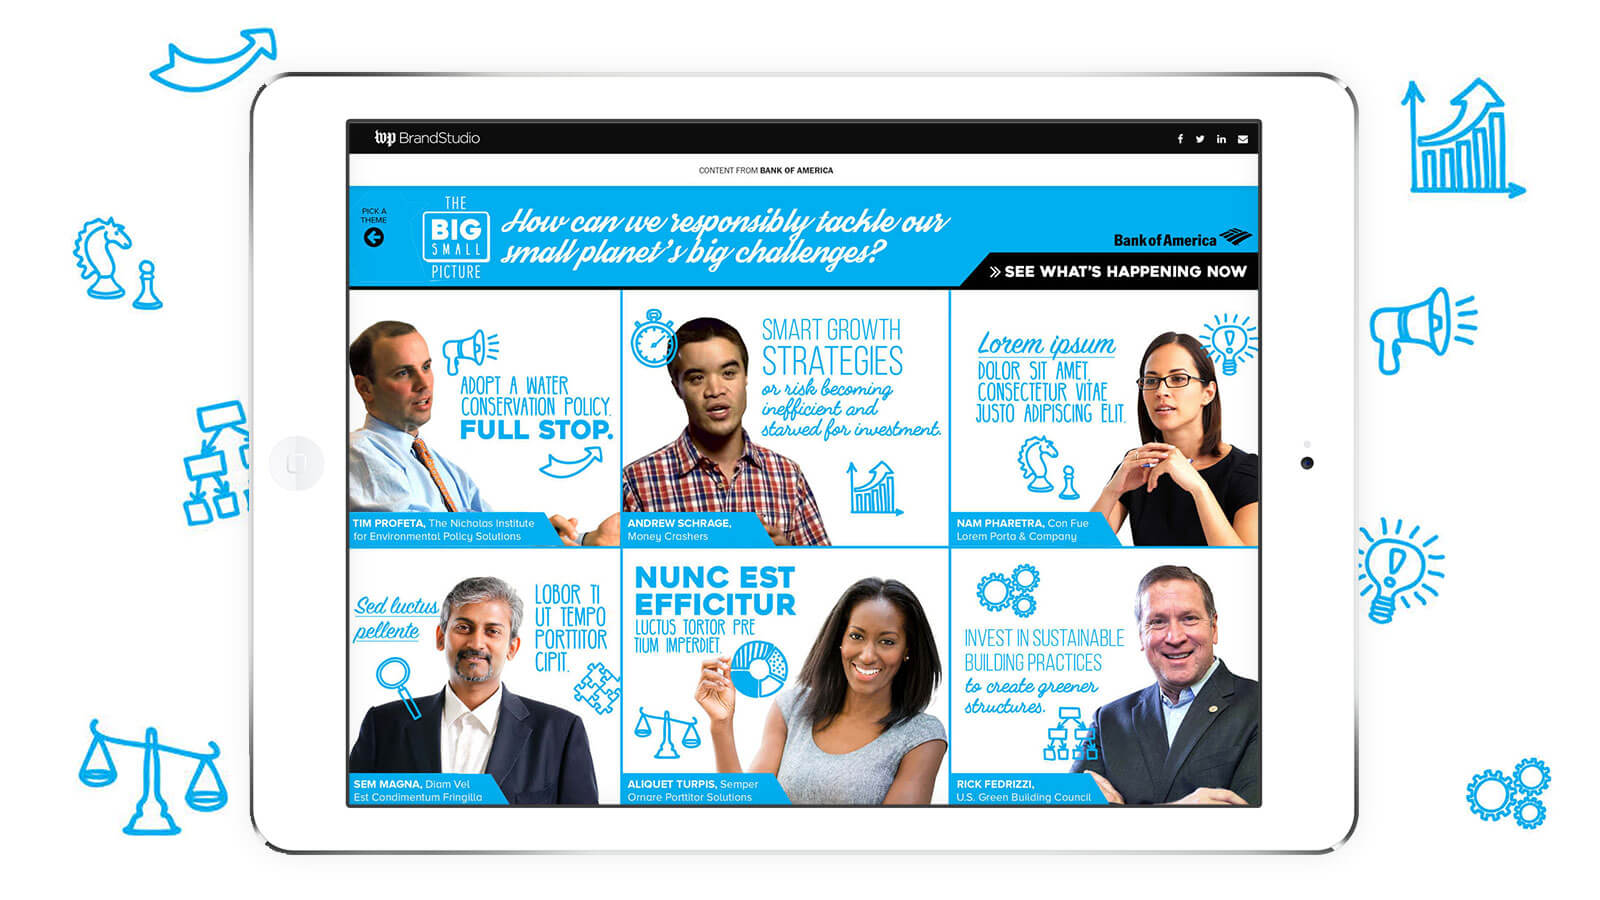 wp BrandStudio
CONTENT FROM BANK OF AMERICA
PICK A
THEME
THE
BIG
SMALL
PICTURE
How can we responsibly tackle our
small planet's big challenges?
Bank of America
SEE WHAT'S HAPPENING NOW
ADOPT A WATER
CONSERVATION POLICY.
FULL STOP.
TIM PROFETA, The Nicholas Institute
for Environmental Policy Solutions
SMART GROWTH
STRATEGIES
or risk becoming
inefficient and
starved for investment.
ANDREW SCHRAGE,
Money Crashers
Lorem ipsum
DOLOR SIT AMET,
CONSECTETUR VITAE
JUSTO ADIPISCING ELIT.
NAM PHARETRA, Con Fue
Lorem Porta & Company
Sed luctus
pellente
LOBOR TI
UT TEMPO
PORTTITOR
CIPIT.
SEM MAGNA, Diam Vel
Est Condimentum Fringilla
NUNC EST
EFFICITUR
LUCTUS TORTOR PRE
TIUM IMPERDIET.
ALIQUET TURPIS, Semper
Ornare Porttitor Solutions
INVEST IN SUSTAINABLE
BUILDING PRACTICES
to create greener
structures.
RICK FEDRIZZI,
U.S. Green Building Council